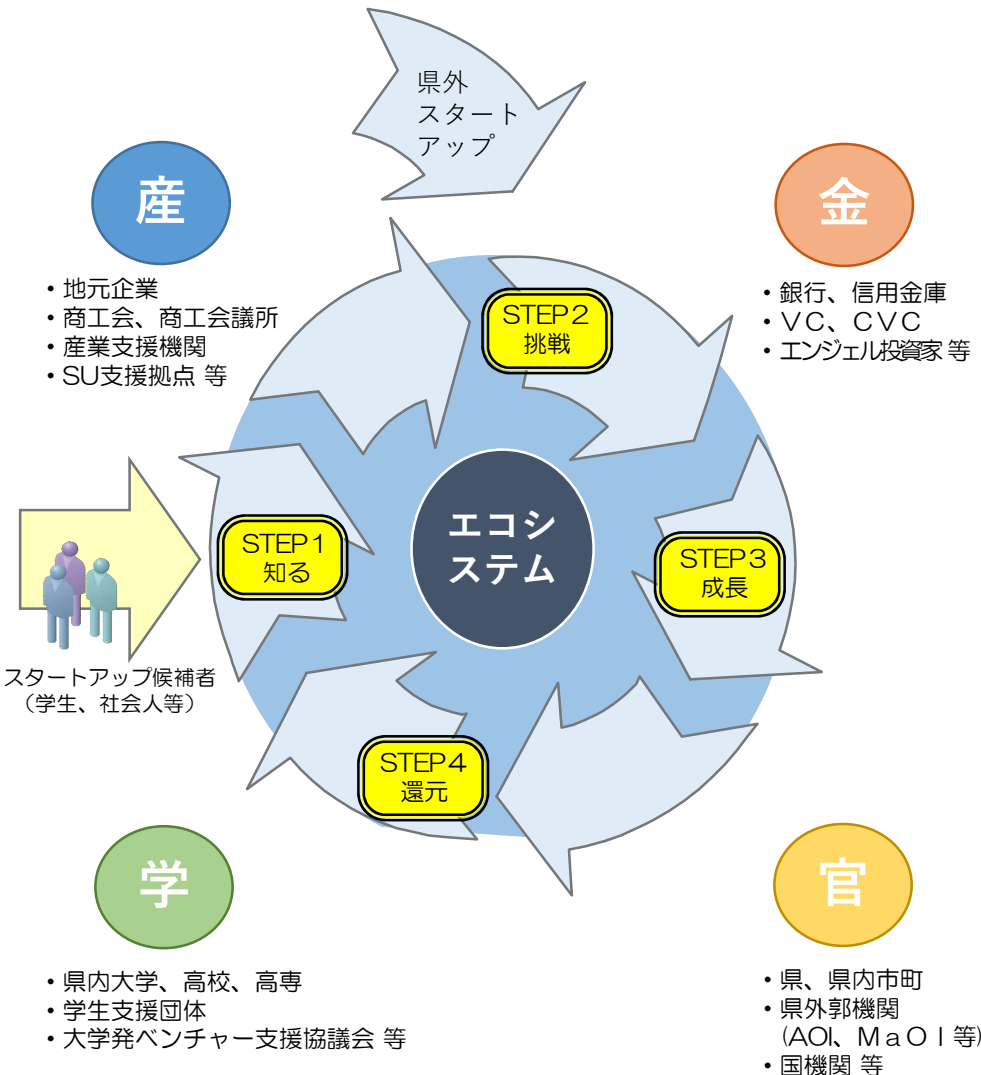 県外
スタート
アップ
産
・地元企業
・商工会、商工会議所
・産業支援機関
・SU支援拠点 等
金
・銀行、信用金庫
・ＶＣ、ＣＶＣ
・エンジェル投資家 等
STEP２
挑戦
STEP１
知る
エコシ
ステム
STEP３
成長
スタートアップ候補者
（学生、社会人等）
STEP４
還元
学
・県内大学、高校、高専
・学生支援団体
・大学発ベンチャー支援協議会 等
官
・県、県内市町
・県外郭機関
(AOI、ＭａＯＩ等)
・国機関 等